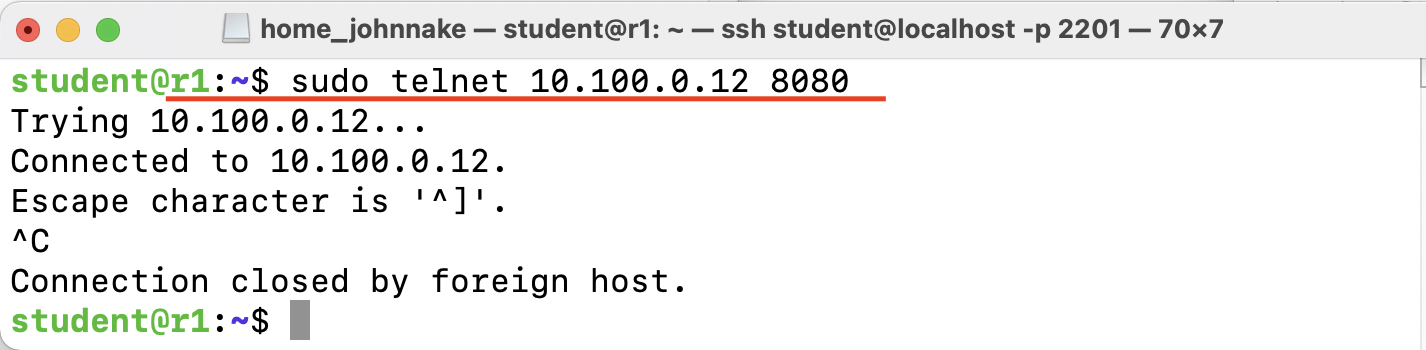 home_johnnake — student@r1: ~ — ssh student@localhost -p 2201 — 70×7
student@r1:~$ sudo telnet 10.100.0.12 8080
Trying 10.100.0.12...
Connected to 10.100.0.12.
Escape character is '^]'.
^C
Connection closed by foreign host.
student@r1:~$